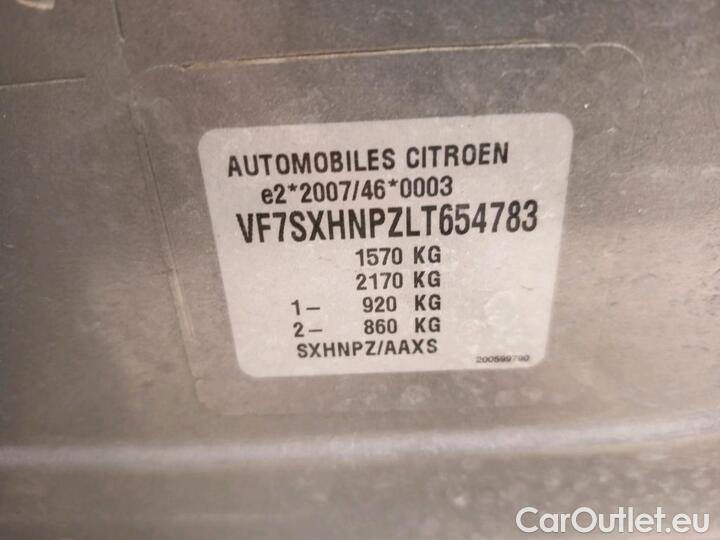 AUTOMOBILES CITROEN
e2*2007/46*0003
VF7SXHNPZLT654783
1570 KG
2170 KG
1– 920 KG
2– 860 KG
SXHNPZ/AAXS
200599790
CarOutlet.eu